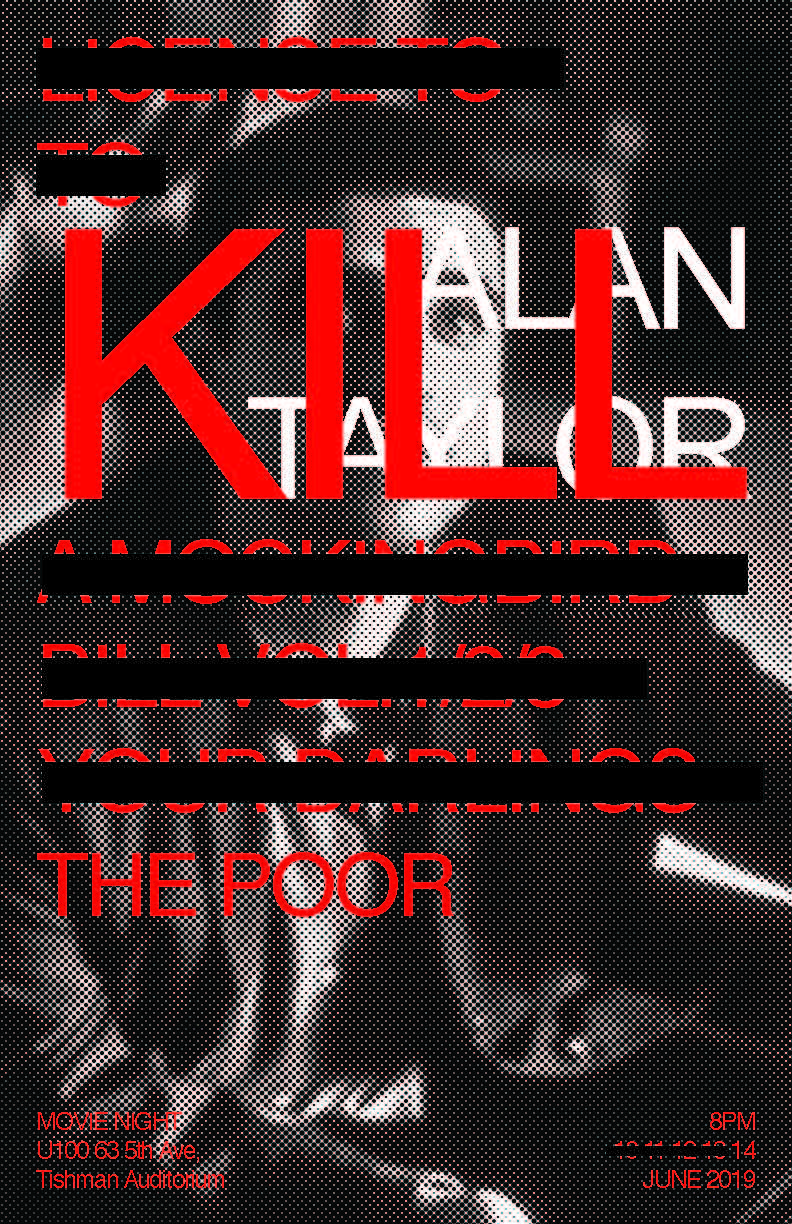 LICENCE TO
TO
KILL
ALAN
TAYLOR
A MOCKINGBIRD
BILL VOL. 1/2/3
YOUR DARLINGS
THE POOR
MOVIE NIGHT
U100 63 5th Ave,
Tishman Auditorium
8PM
10 11 12 13 14
JUNE 2019